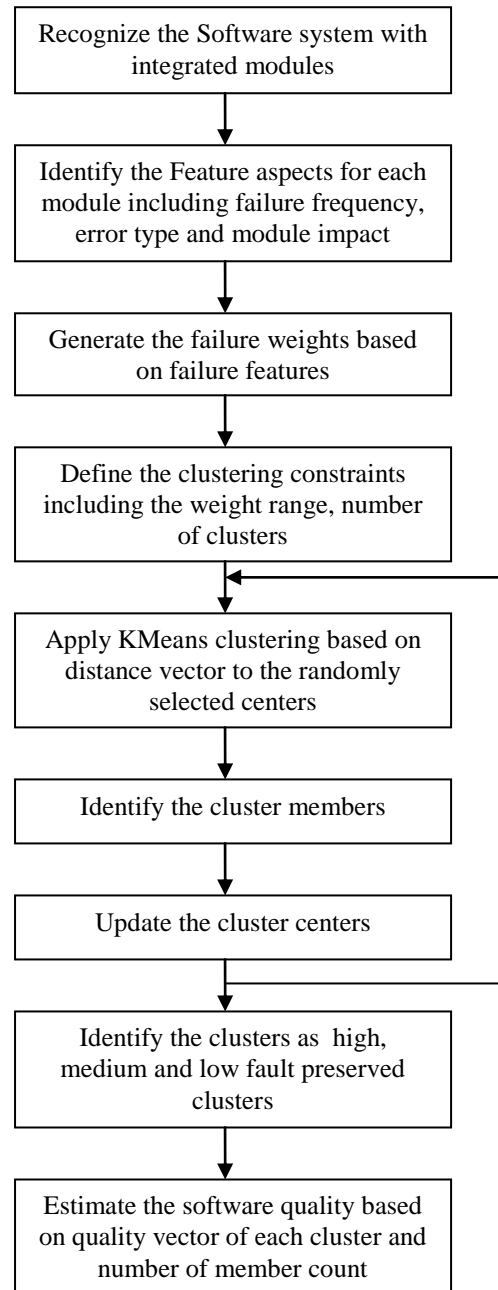 Recognize the Software system with
integrated modules
Identify the Feature aspects for each
module including failure frequency,
error type and module impact
Generate the failure weights based
on failure features
Define the clustering constraints
including the weight range, number
of clusters
Apply KMeans clustering based on
distance vector to the randomly
selected centers
Identify the cluster members
Update the cluster centers
Identify the clusters as high,
medium and low fault preserved
clusters
Estimate the software quality based
on quality vector of each cluster and
number of member count